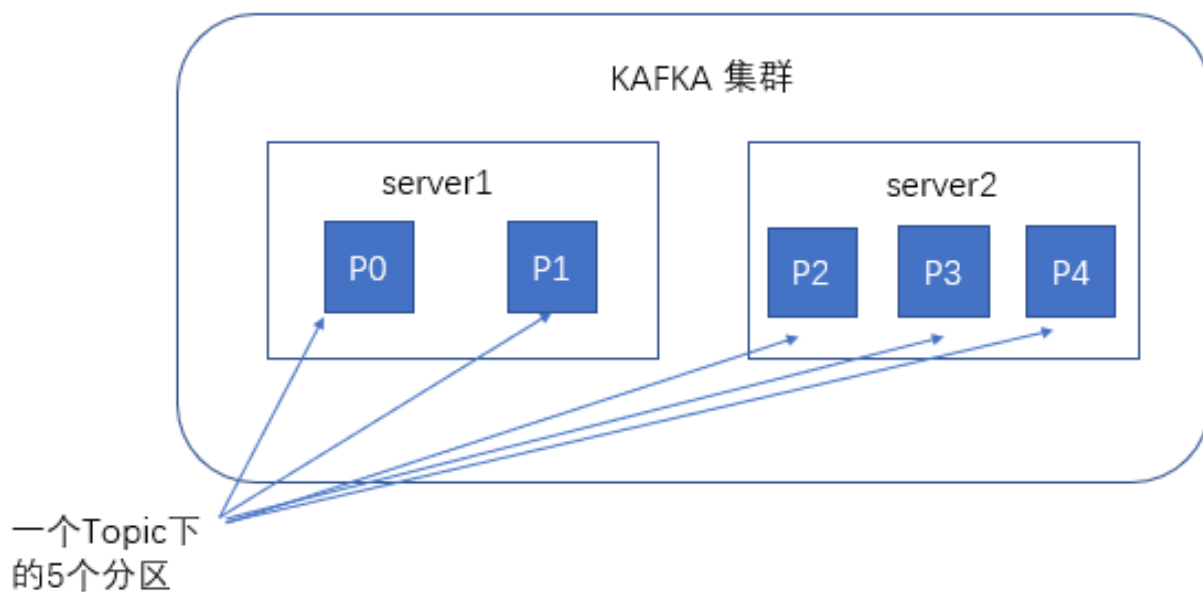 KAFKA 集群
server1
server2
P0
P1
P2
P3
P4
一个Topic下
的5个分区